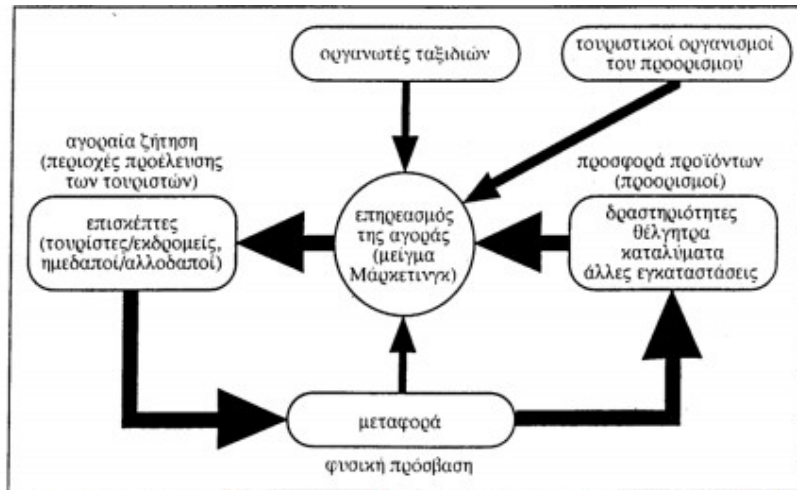 οργανωτές ταξιδιών
τουριστικοί οργανισμοί
του προορισμού
αγοραία ζήτηση
(περιοχές προέλευσης
των τουριστών)
προσφορά προϊόντων
(προορισμοί)
επισκέπτες
(τουρίστες/εκδρομείς,
ημεδαποί/αλλοδαποί)
επηρεασμός
της αγοράς
(μείγμα
Μάρκετινγκ)
δραστηριότητες
θέλγητρα
καταλύματα
άλλες εγκαταστάσεις
μεταφορά
φυσική πρόσβαση